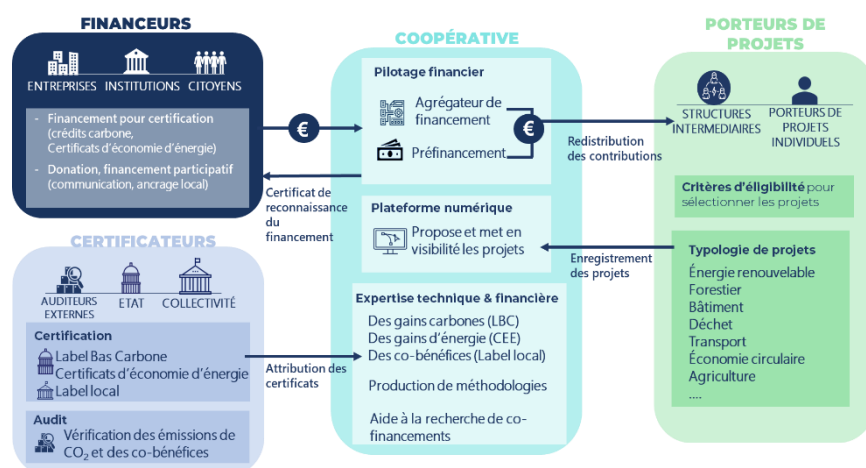 FINANCEURS
ENTREPRISES INSTITUTIONS CITOYENS
- Financement pour certification
(crédits carbone,
Certificats d'économie d'énergie)
- Donation, financement participatif
(communication, ancrage local)
CERTIFICATEURS
AUDITEURS
EXTERNES
ETAT
COLLECTIVITÉ
Certification
Label Bas Carbone
Certificats d'économie d'énergie
Label local
Audit
Vérification des émissions de
CO₂ et des co-bénéfices
€
Certificat de
reconnaissance
du
financement
Attribution des
certificats
COOPÉRATIVE
Pilotage financier
Agrégateur de
financement
Préfinancement
€
Plateforme numérique
Propose et met en
visibilité les projets
Expertise technique & financière
Des gains carbones (LBC)
Des gains d'énergie (CEE)
Des co-bénéfices (Label local)
Production de méthodologies
Aide à la recherche de co-
financements
Redistribution
des contributions
Enregistrement
des projets
PORTEURS DE
PROJETS
STRUCTURES
INTERMEDIAIRES
PORTEURS DE
PROJETS
INDIVIDUELS
Critères d'éligibilité pour
sélectionner les projets
Typologie de projets
Énergie renouvelable
Forestier
Bâtiment
Déchet
Transport
Économie circulaire
Agriculture
....